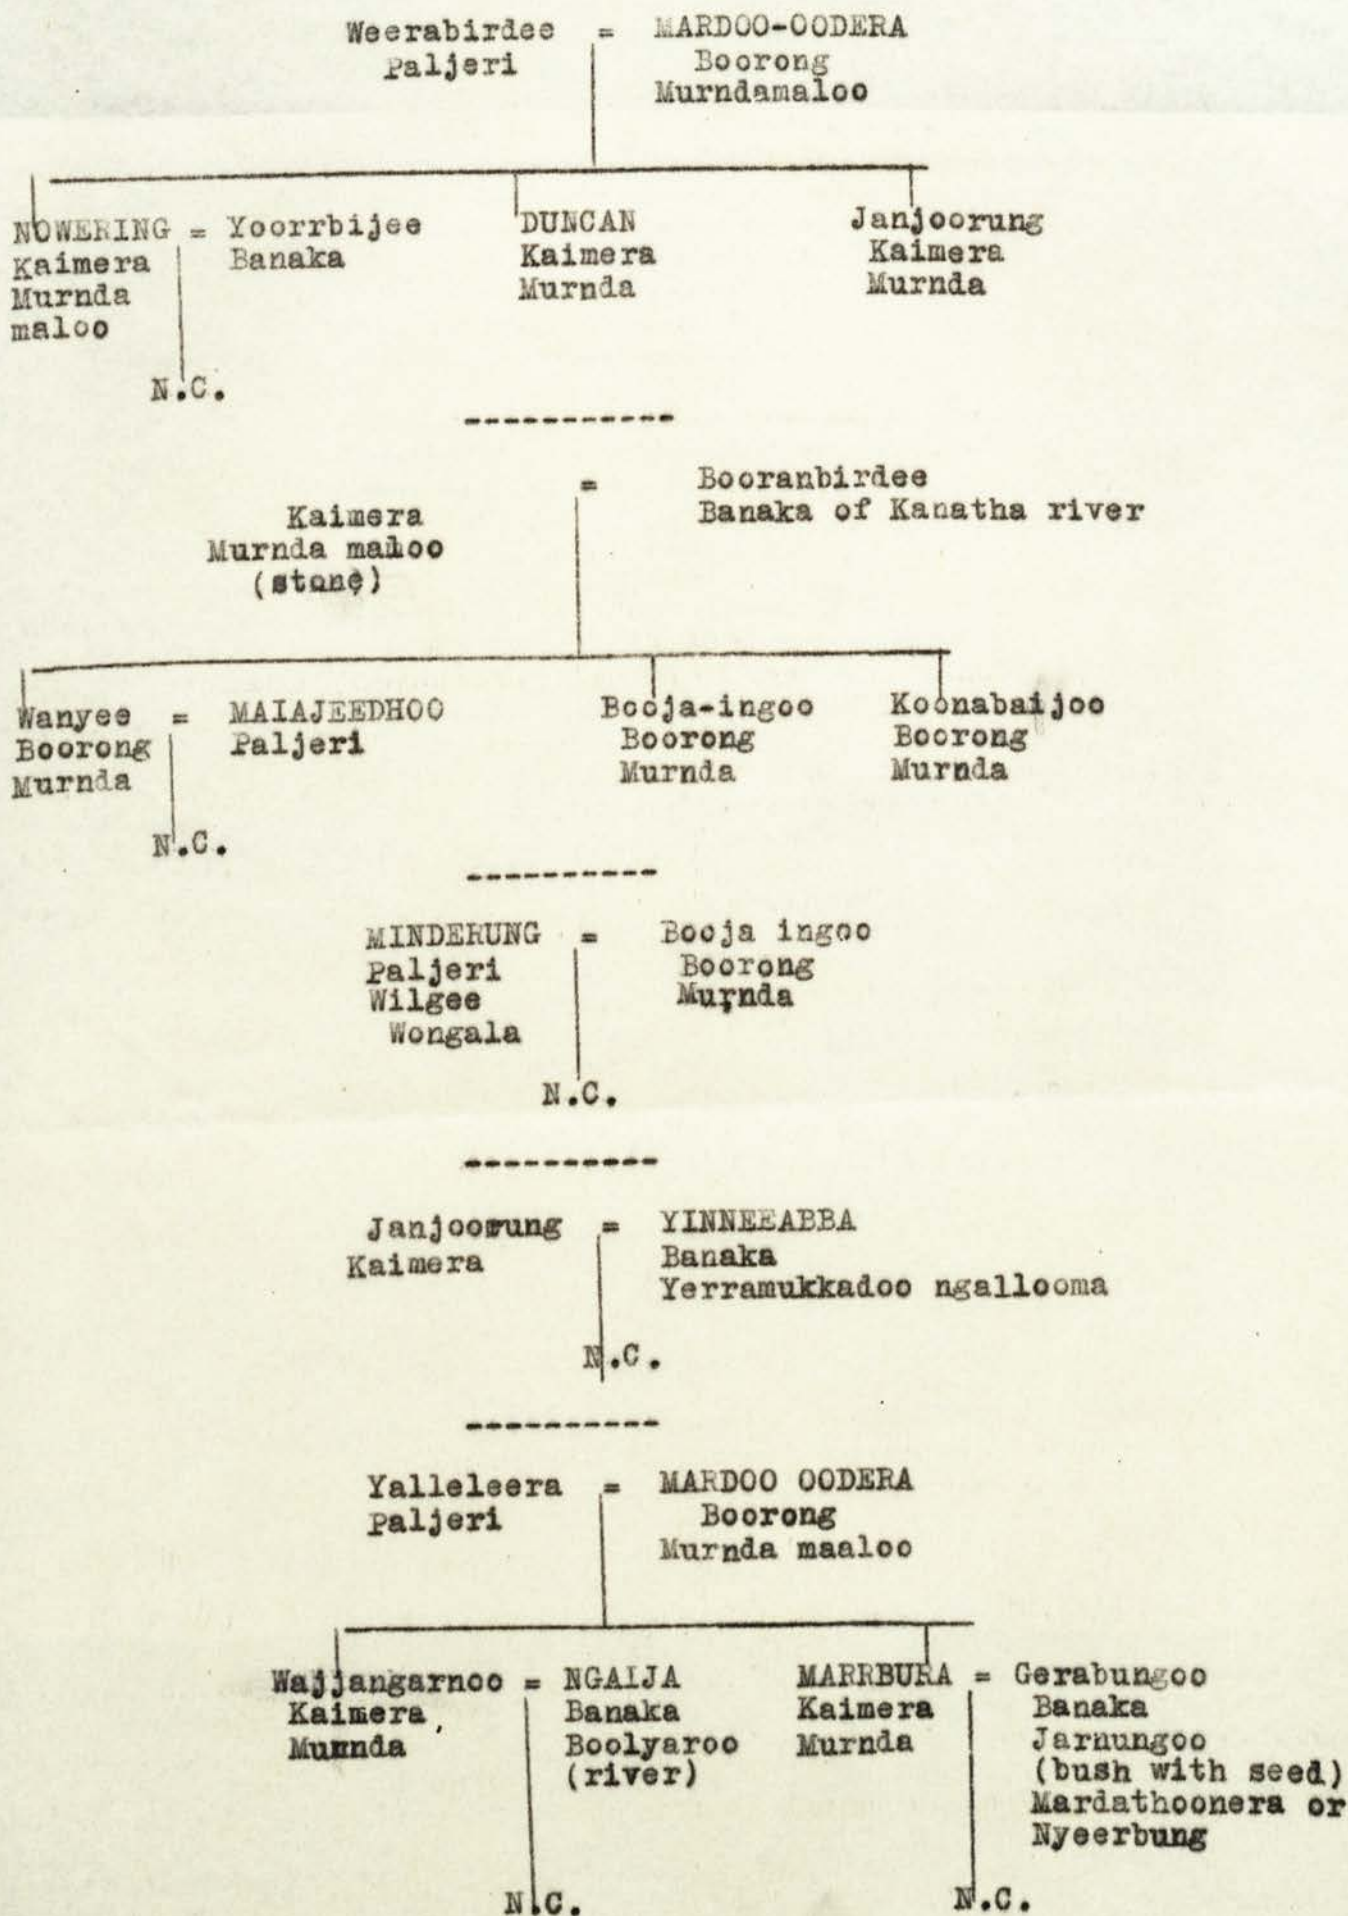 Weerabirdee = MARDOO-OODERA
Paljeri Boorong
Murndamaloo
NOWERING = Yoorrbijee DUNCAN Janjoorung
Kaimera Banaka Kaimera Kaimera
Murnda Murnda Murnda
maloo
N.C.
-----------
= Booranbirdee
Kaimera Banaka of Kanatha river
Murnda maloo
(stone)
Wanyee = MAIAJEEDHOO Booja-ingoo Koonabaijoo
Boorong Paljeri Boorong Boorong
Murnda Murnda Murnda
N.C.
----------
MINDERUNG = Booja ingoo
Paljeri Boorong
Wilgee Murnda
Wongala
N.C.
----------
Janjoorung = YINNEEABBA
Kaimera Banaka
Yerramukkadoo ngallooma
N.C.
----------
Yalleleera = MARDOO OODERA
Paljeri Boorong
Murnda maaloo
Wajjangarnoo = NGAIJA MARRBURA = Gerabungoo
Kaimera Banaka Kaimera Banaka
Murnda Boolyaroo Murnda Jarnungoo
(river) (bush with seed)
Mardathoonera or
Nyeerbung
N.C. N.C.